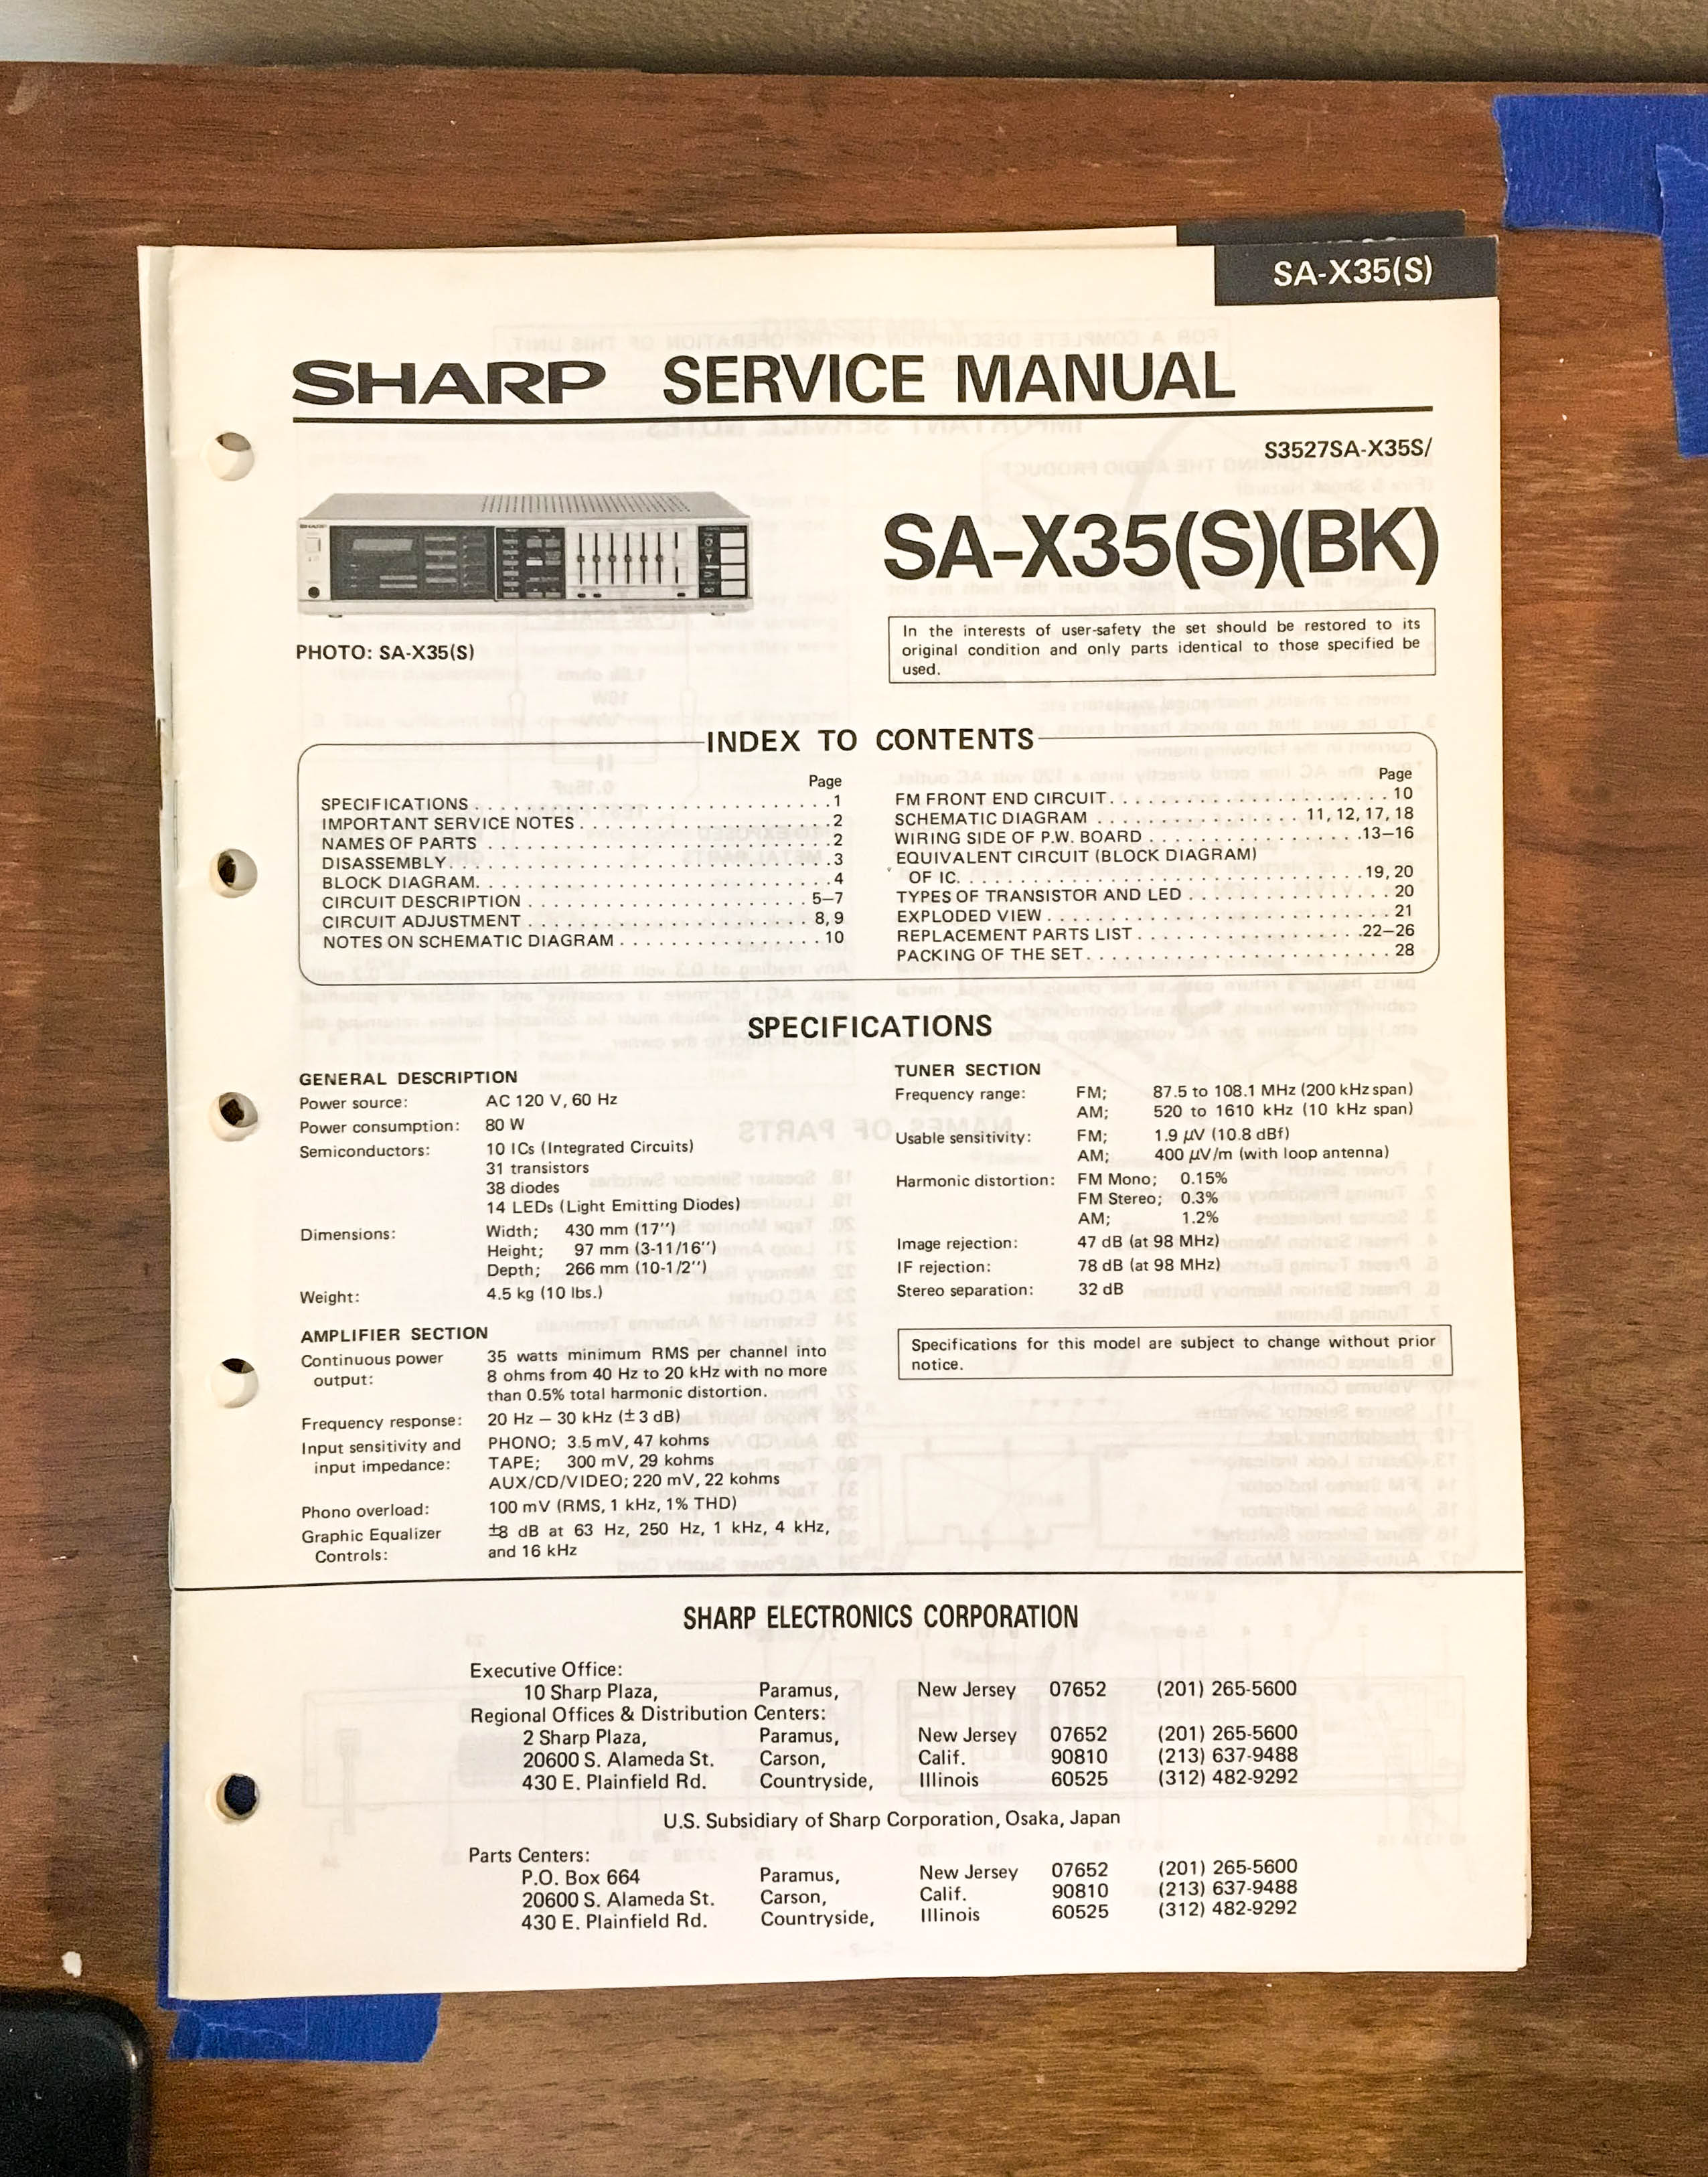 SA-X35(S)
SHARP SERVICE MANUAL
S3527SA-X35S/
SHARP
SA-X35(S)(BK)
PHOTO: SA-X35(S)
In the interests of user-safety the set should be restored to its
original condition and only parts identical to those specified be
used.
INDEX TO CONTENTS
Page
SPECIFICATIONS . . . . . . . . . . . . . . . . . . . . . . . . . . . . . . 1
IMPORTANT SERVICE NOTES . . . . . . . . . . . . . . . . . . . . . 2
NAMES OF PARTS . . . . . . . . . . . . . . . . . . . . . . . . . . . . . 2
DISASSEMBLY. . . . . . . . . . . . . . . . . . . . . . . . . . . . . . . . 3
BLOCK DIAGRAM. . . . . . . . . . . . . . . . . . . . . . . . . . . . . 4
CIRCUIT DESCRIPTION . . . . . . . . . . . . . . . . . . . . . . . . 5–7
CIRCUIT ADJUSTMENT . . . . . . . . . . . . . . . . . . . . . . . . 8, 9
NOTES ON SCHEMATIC DIAGRAM . . . . . . . . . . . . . . . . 10
Page
FM FRONT END CIRCUIT. . . . . . . . . . . . . . . . . . . . . . . 10
SCHEMATIC DIAGRAM . . . . . . . . . . . . . . . . 11, 12, 17, 18
WIRING SIDE OF P.W. BOARD . . . . . . . . . . . . . . . . .13–16
EQUIVALENT CIRCUIT (BLOCK DIAGRAM)
OF IC. . . . . . . . . . . . . . . . . . . . . . . . . . . . . . . . . 19, 20
TYPES OF TRANSISTOR AND LED . . . . . . . . . . . . . . . . 20
EXPLODED VIEW . . . . . . . . . . . . . . . . . . . . . . . . . . . . 21
REPLACEMENT PARTS LIST . . . . . . . . . . . . . . . . . .22–26
PACKING OF THE SET. . . . . . . . . . . . . . . . . . . . . . . . . 28
SPECIFICATIONS
GENERAL DESCRIPTION
Power source: AC 120 V, 60 Hz
Power consumption: 80 W
Semiconductors: 10 ICs (Integrated Circuits)
31 transistors
38 diodes
14 LEDs (Light Emitting Diodes)
Dimensions: Width; 430 mm (17'')
Height; 97 mm (3-11/16'')
Depth; 266 mm (10-1/2'')
Weight: 4.5 kg (10 lbs.)
AMPLIFIER SECTION
Continuous power 35 watts minimum RMS per channel into
output: 8 ohms from 40 Hz to 20 kHz with no more
than 0.5% total harmonic distortion.
Frequency response: 20 Hz – 30 kHz (± 3 dB)
Input sensitivity and PHONO; 3.5 mV, 47 kohms
input impedance: TAPE; 300 mV, 29 kohms
AUX/CD/VIDEO; 220 mV, 22 kohms
Phono overload: 100 mV (RMS, 1 kHz, 1% THD)
Graphic Equalizer ±8 dB at 63 Hz, 250 Hz, 1 kHz, 4 kHz,
Controls: and 16 kHz
TUNER SECTION
Frequency range: FM; 87.5 to 108.1 MHz (200 kHz span)
AM; 520 to 1610 kHz (10 kHz span)
Usable sensitivity: FM; 1.9 μV (10.8 dBf)
AM; 400 μV/m (with loop antenna)
Harmonic distortion: FM Mono; 0.15%
FM Stereo; 0.3%
AM; 1.2%
Image rejection: 47 dB (at 98 MHz)
IF rejection: 78 dB (at 98 MHz)
Stereo separation: 32 dB
Specifications for this model are subject to change without prior
notice.
SHARP ELECTRONICS CORPORATION
Executive Office:
10 Sharp Plaza, Paramus, New Jersey 07652 (201) 265-5600
Regional Offices & Distribution Centers:
2 Sharp Plaza, Paramus, New Jersey 07652 (201) 265-5600
20600 S. Alameda St. Carson, Calif. 90810 (213) 637-9488
430 E. Plainfield Rd. Countryside, Illinois 60525 (312) 482-9292
U.S. Subsidiary of Sharp Corporation, Osaka, Japan
Parts Centers:
P.O. Box 664 Paramus, New Jersey 07652 (201) 265-5600
20600 S. Alameda St. Carson, Calif. 90810 (213) 637-9488
430 E. Plainfield Rd. Countryside, Illinois 60525 (312) 482-9292